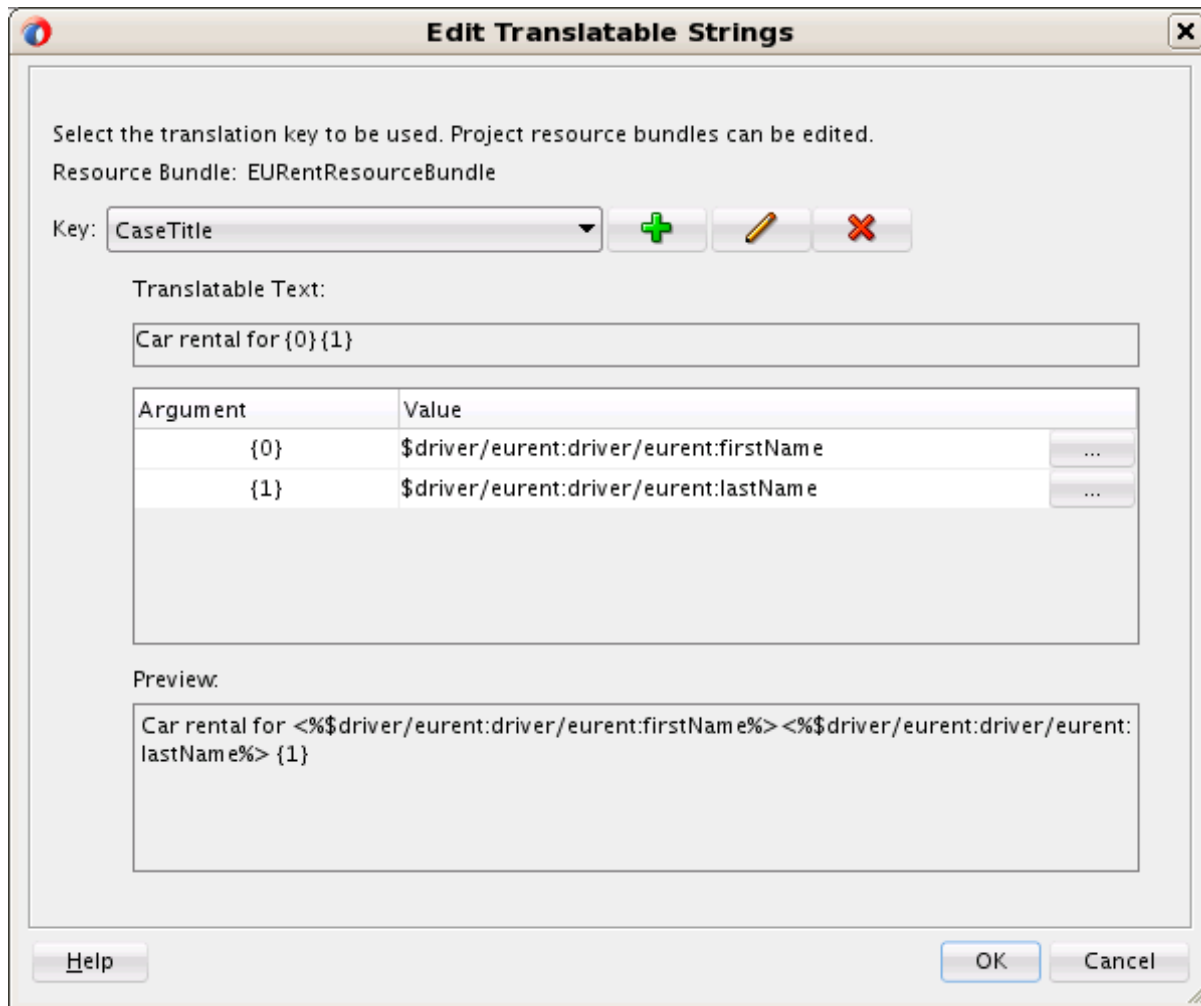 Edit Translatable Strings
Select the translation key to be used. Project resource bundles can be edited.
Resource Bundle: EURentResourceBundle
Key: CaseTitle
Translatable Text:
Car rental for {0} {1}
Argument Value
{0} $driver/eurent:driver/eurent:firstName ...
{1} $driver/eurent:driver/eurent:lastName ...
Preview:
Car rental for <%$driver/eurent:driver/eurent:firstName%> <%$driver/eurent:driver/eurent:
lastName%> {1}
Help OK Cancel